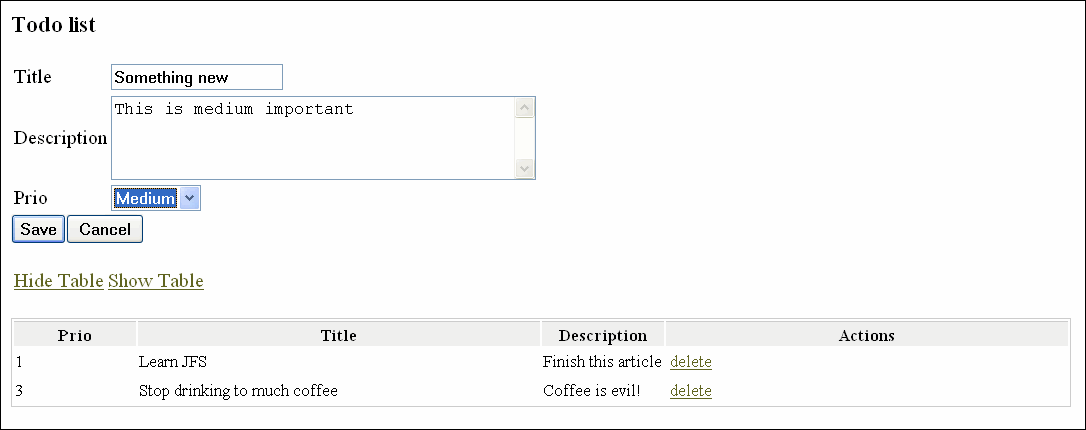 Todo list
Title Something new
Description This is medium important
Prio Medium
Save Cancel
Hide Table Show Table
Prio Title Description Actions
1 Learn JFS Finish this article delete
3 Stop drinking to much coffee Coffee is evil! delete